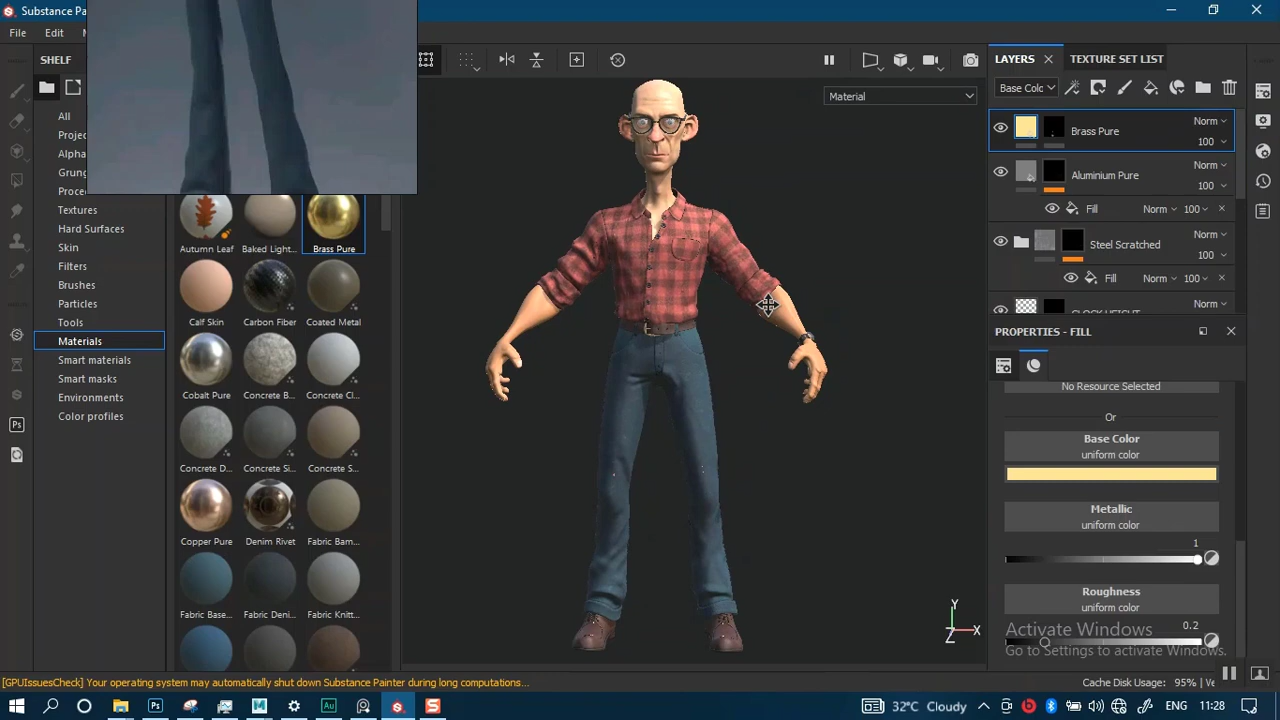 Substance Pain
File
Edit
M
SHELF
Material
LAYERS
TEXTURE SET LIST
All
Projec
Alpha
Grung
Proce
Textures
Hard Surfaces
Skin
Filters
Brushes
Particles
Tools
Materials
Smart materials
Smart masks
Environments
Color profiles
Autumn Leaf
Baked Light...
Brass Pure
Calf Skin
Carbon Fiber
Coated Metal
Cobalt Pure
Concrete B...
Concrete Cl...
Concrete D...
Concrete Si...
Concrete S...
Copper Pure
Denim Rivet
Fabric Bam...
Fabric Base...
Fabric Deni...
Fabric Knitt...
Base Colc
Brass Pure
Norm
100
Aluminium Pure
Norm
100
Fill
Norm
100
Steel Scratched
Norm
100
Fill
Norm
100
Norm
PROPERTIES - FILL
No Resource Selected
Or
Base Color
uniform color
Metallic
uniform color
1
Roughness
uniform color
0.2
Y
Z
X
Activate Windows
Go to Settings to activate Windows.
[GPUIssuesCheck] Your operating system may automatically shut down Substance Painter during long computations...
Cache Disk Usage: 95% | Ve
Ps
Ps
M
Au
S
32°C Cloudy
ENG
11:28